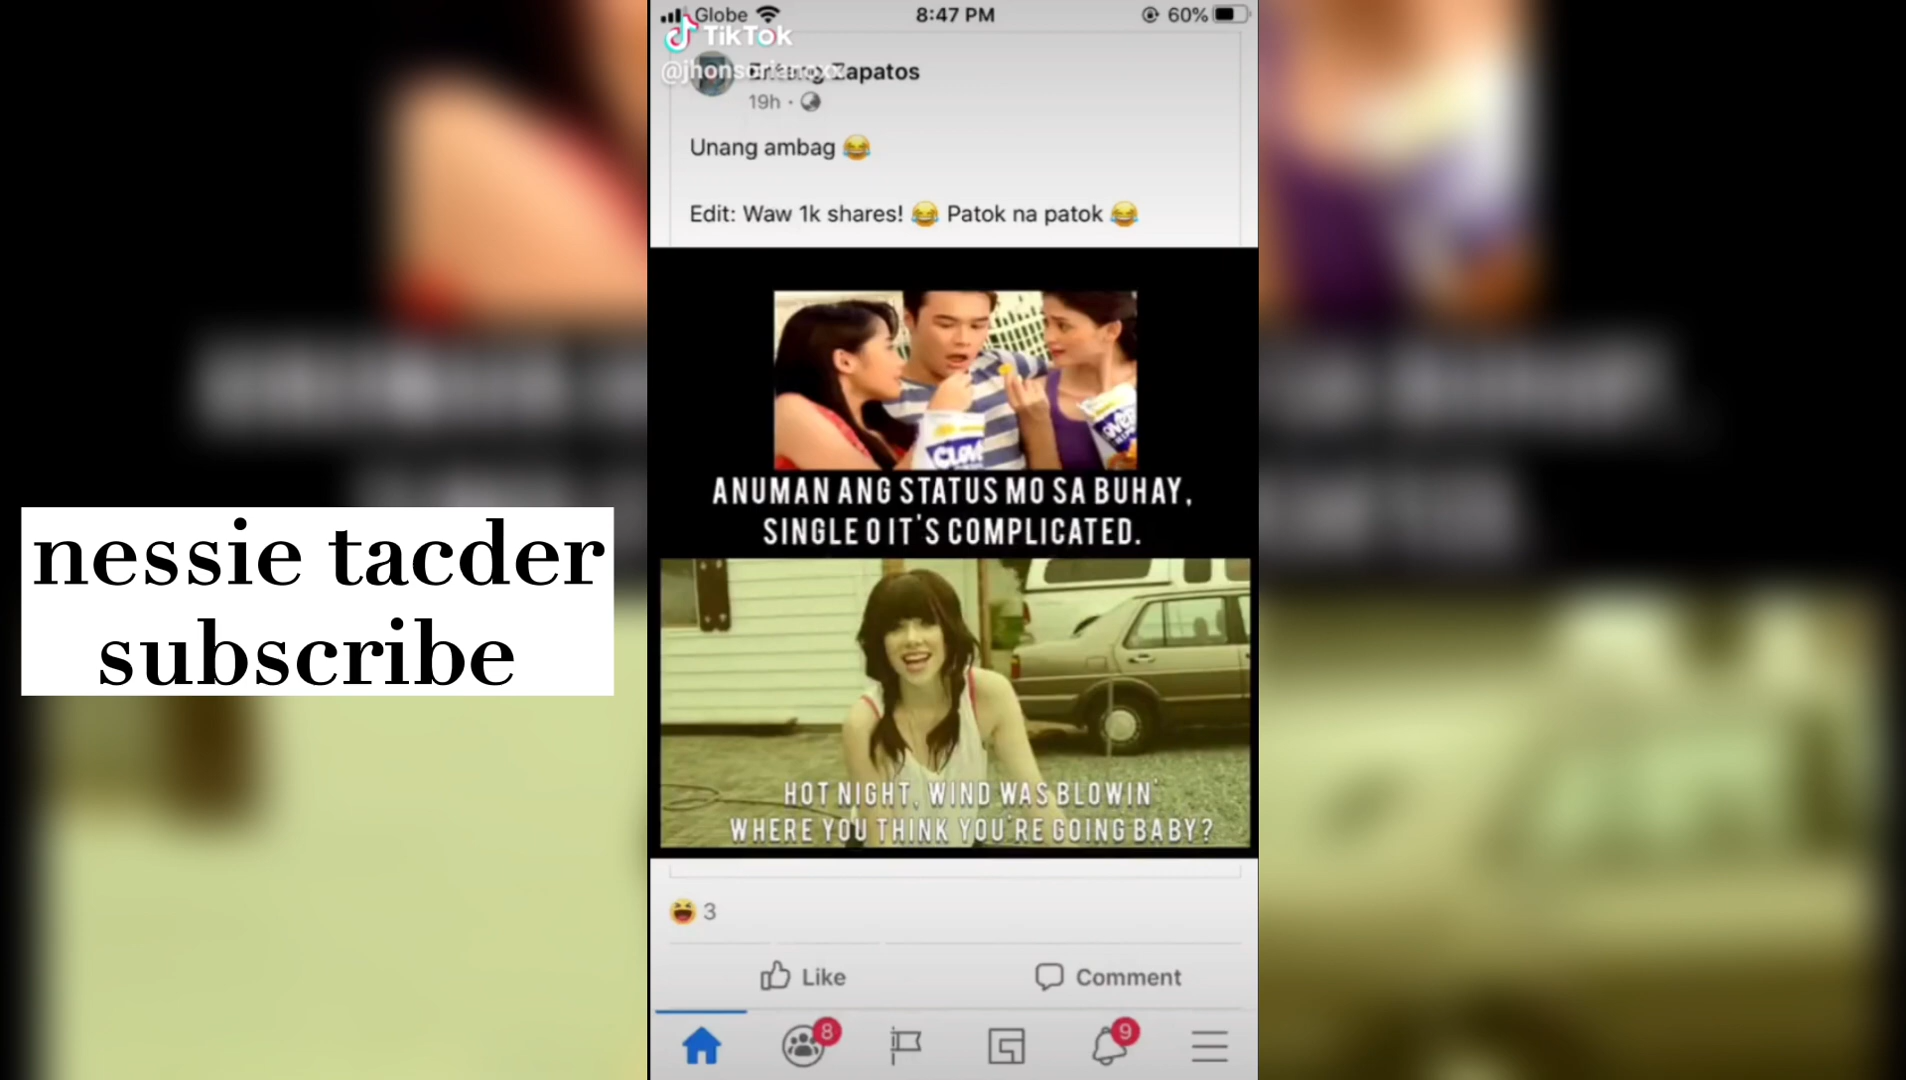 Globe
8:47 PM
60%
TikTok
Zapatos
19h ·
Unang ambag 😂
Edit: Waw 1k shares! 😂 Patok na patok 😂
CLOVER
ANUMAN ANG STATUS MO SA BUHAY,
SINGLE O IT'S COMPLICATED.
HOT NIGHT, WIND WAS BLOWIN'
WHERE YOU THINK YOU'RE GOING BABY?
3
Like
Comment
8
9
nessie tacder
subscribe